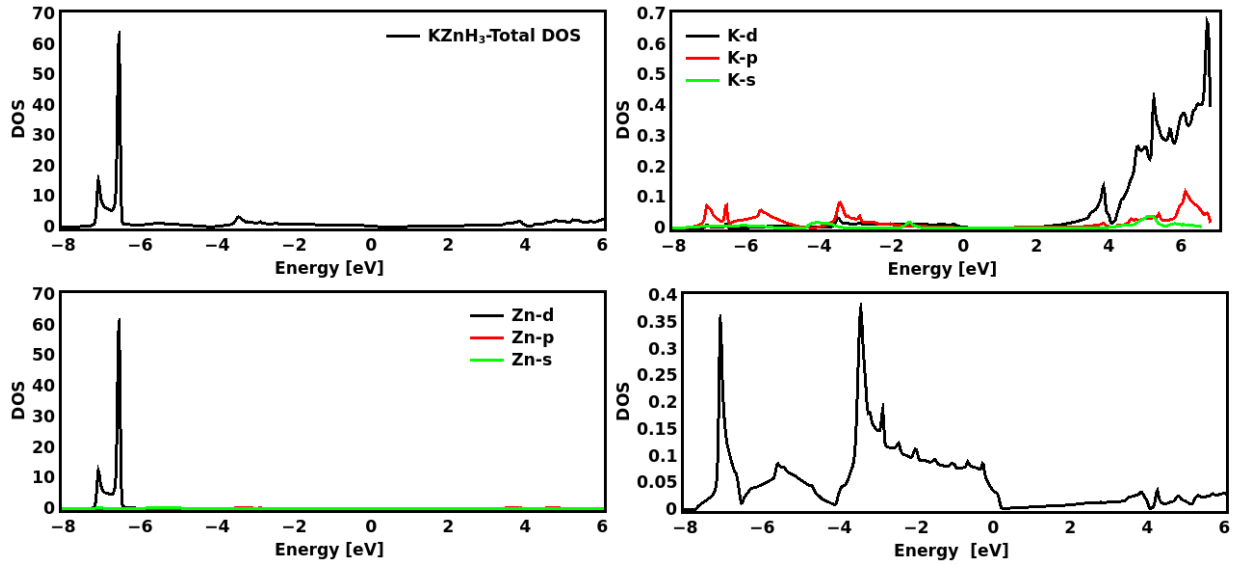 70
60
50
40
30
20
10
0
DOS
KZnH₃-Total DOS
−8 −6 −4 −2 0 2 4 6
Energy [eV]
0.7
0.6
0.5
0.4
0.3
0.2
0.1
0
DOS
K-d
K-p
K-s
−8 −6 −4 −2 0 2 4 6
Energy [eV]
70
60
50
40
30
20
10
0
DOS
Zn-d
Zn-p
Zn-s
−8 −6 −4 −2 0 2 4 6
Energy [eV]
0.4
0.35
0.3
0.25
0.2
0.15
0.1
0.05
0
DOS
−8 −6 −4 −2 0 2 4 6
Energy [eV]